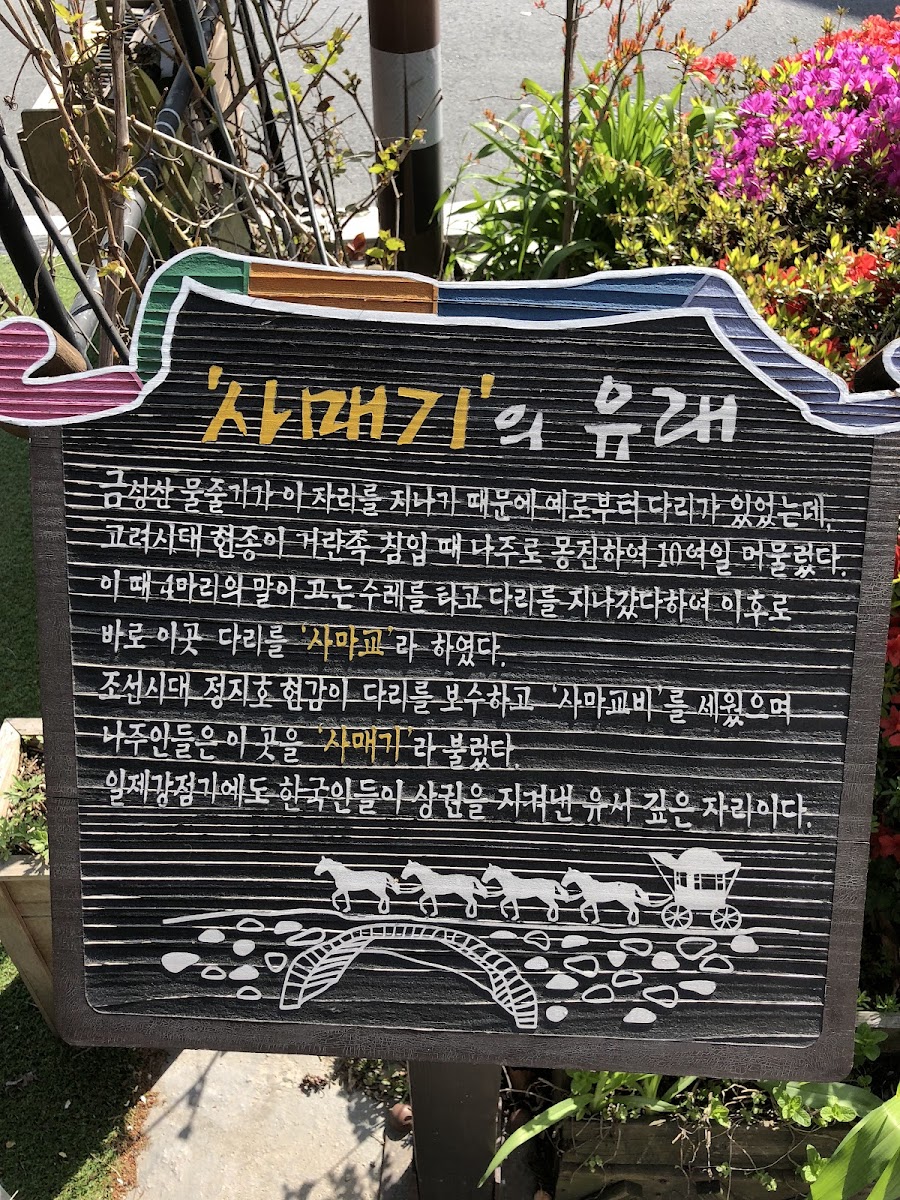 '사매기'의 유래
금성산 물줄기가 이 자리를 지나기 때문에 예로부터 다리가 있었는데,
고려시대 현종이 거란족 침입 때 나주로 몽진하여 10여일 머물렀다.
이 때 4마리의 말이 끄는 수레를 타고 다리를 지나갔다하여 이후로
바로 이곳 다리를 '사마교'라 하였다.
조선시대 정지호 현감이 다리를 보수하고 '사마교비'를 세웠으며
나주인들은 이 곳을 '사매기'라 불렀다.
일제강점기에도 한국인들이 상권을 지켜낸 유서 깊은 자리이다.